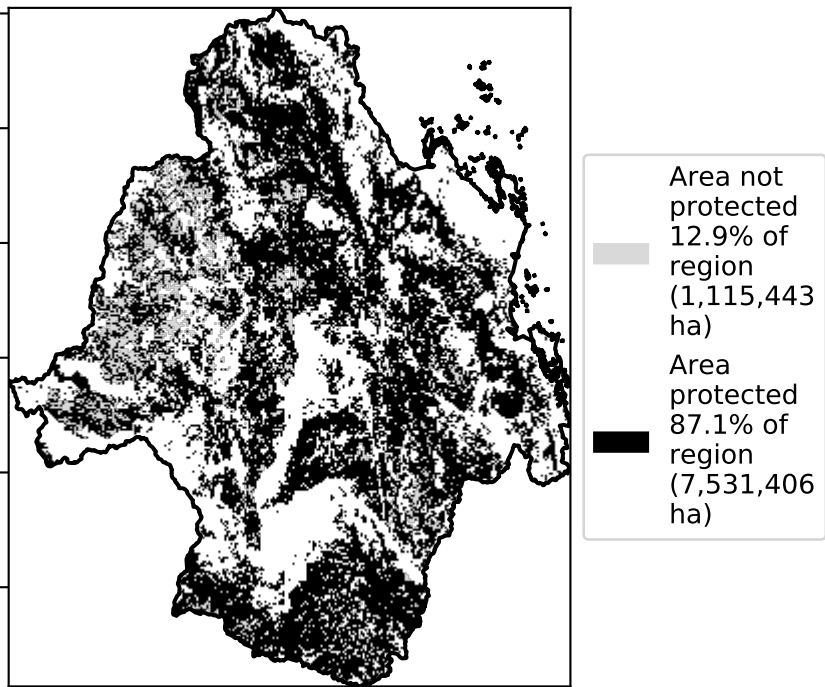 Area not
protected
12.9% of
region
(1,115,443
ha)
Area
protected
87.1% of
region
(7,531,406
ha)